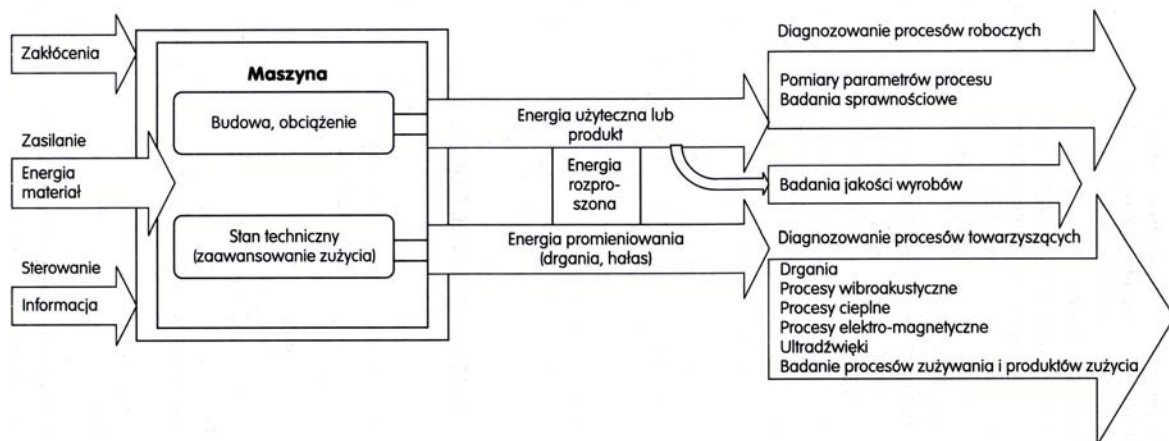 Zakłócenia
Zasilanie
Energia
materiał
Sterowanie
Informacja
Maszyna
Budowa, obciążenie
Stan techniczny
(zaawansowanie zużycia)
Energia użyteczna lub
produkt
Energia
rozpro-
szona
Energia promieniowania
(drgania, hałas)
Diagnozowanie procesów roboczych
Pomiary parametrów procesu
Badania sprawnościowe
Badania jakości wyrobów
Diagnozowanie procesów towarzyszących
Drgania
Procesy wibroakustyczne
Procesy cieplne
Procesy elektro-magnetyczne
Ultradźwięki
Badanie procesów zużywania i produktów zużycia